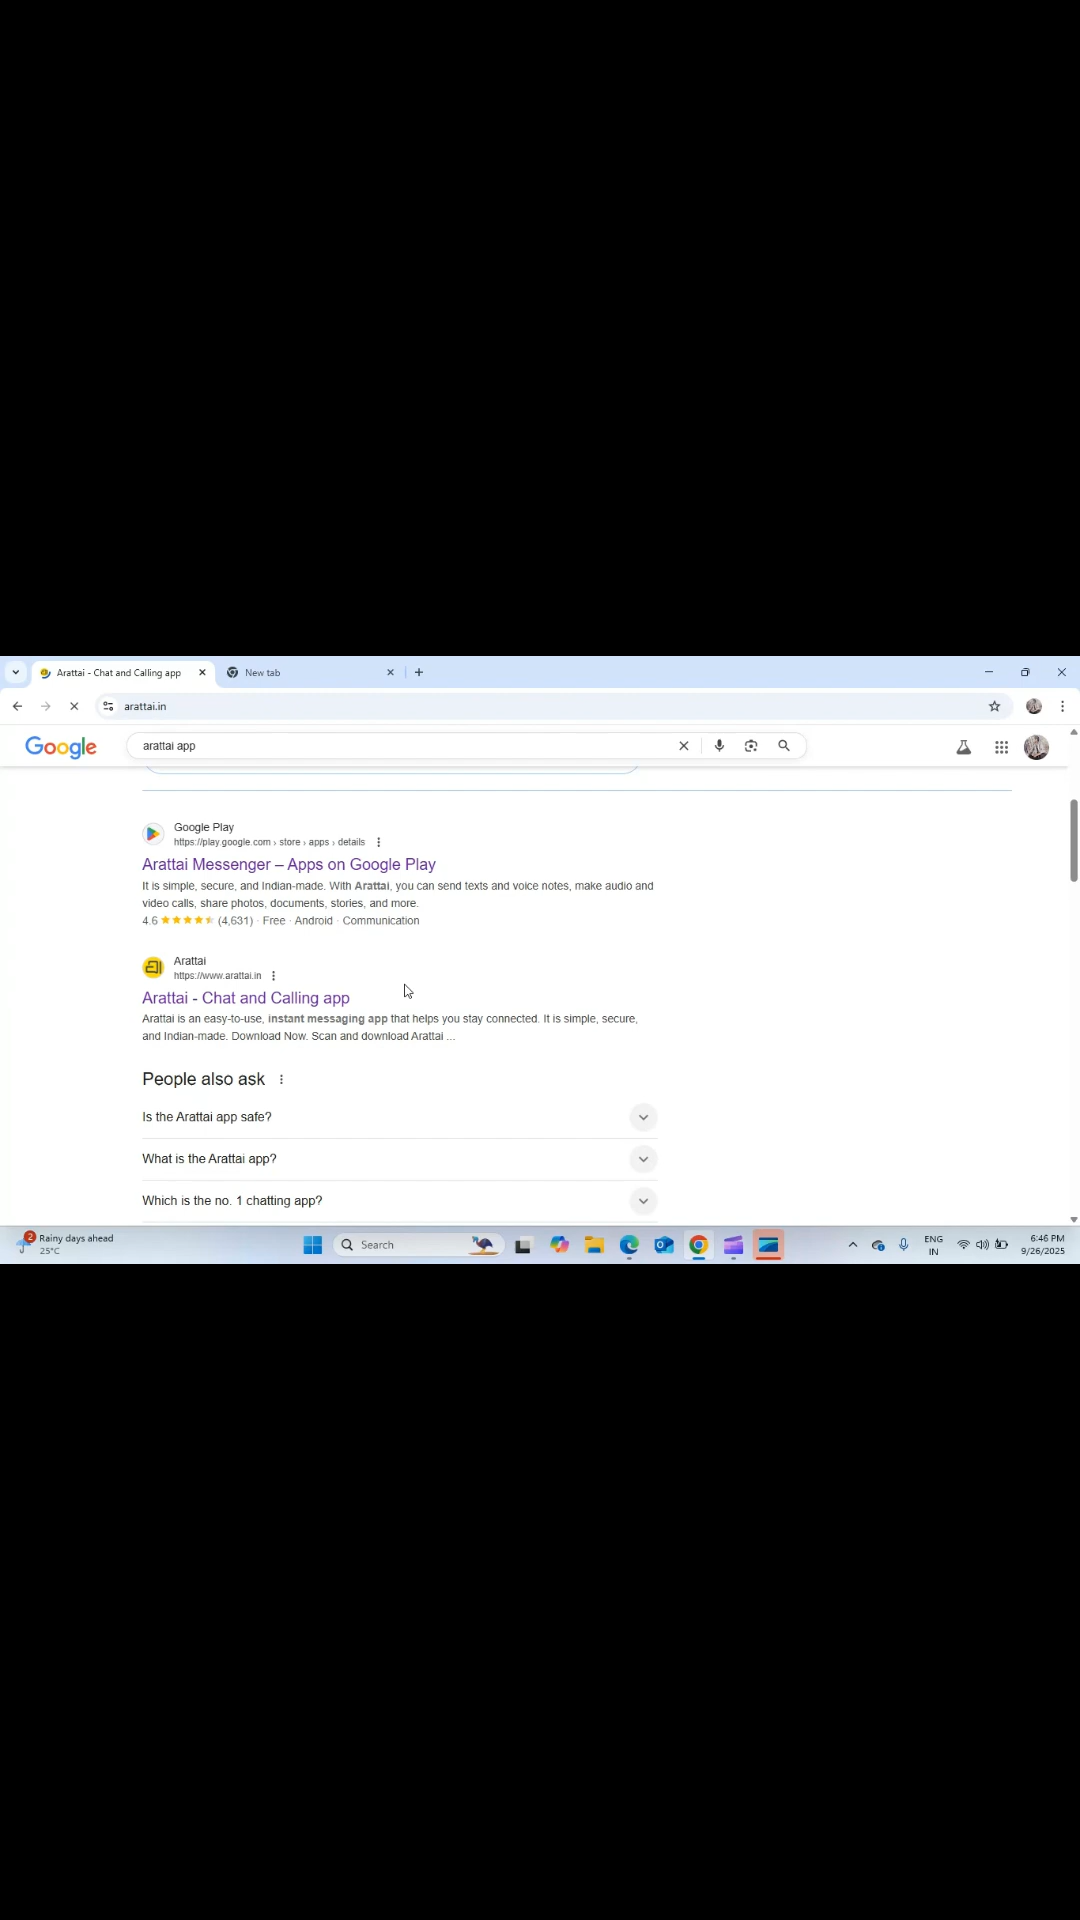 Arattai - Chat and Calling app
New tab
arattai.in
Google
arattai app
Google Play
https://play.google.com › store › apps › details
Arattai Messenger – Apps on Google Play
It is simple, secure, and Indian-made. With Arattai, you can send texts and voice notes, make audio and
video calls, share photos, documents, stories, and more.
4.6 (4,631) · Free · Android · Communication
Arattai
https://www.arattai.in
Arattai - Chat and Calling app
Arattai is an easy-to-use, instant messaging app that helps you stay connected. It is simple, secure,
and Indian-made. Download Now. Scan and download Arattai ...
People also ask
Is the Arattai app safe?
What is the Arattai app?
Which is the no. 1 chatting app?
2
Rainy days ahead
25°C
Search
ENG
IN
6:46 PM
9/26/2025